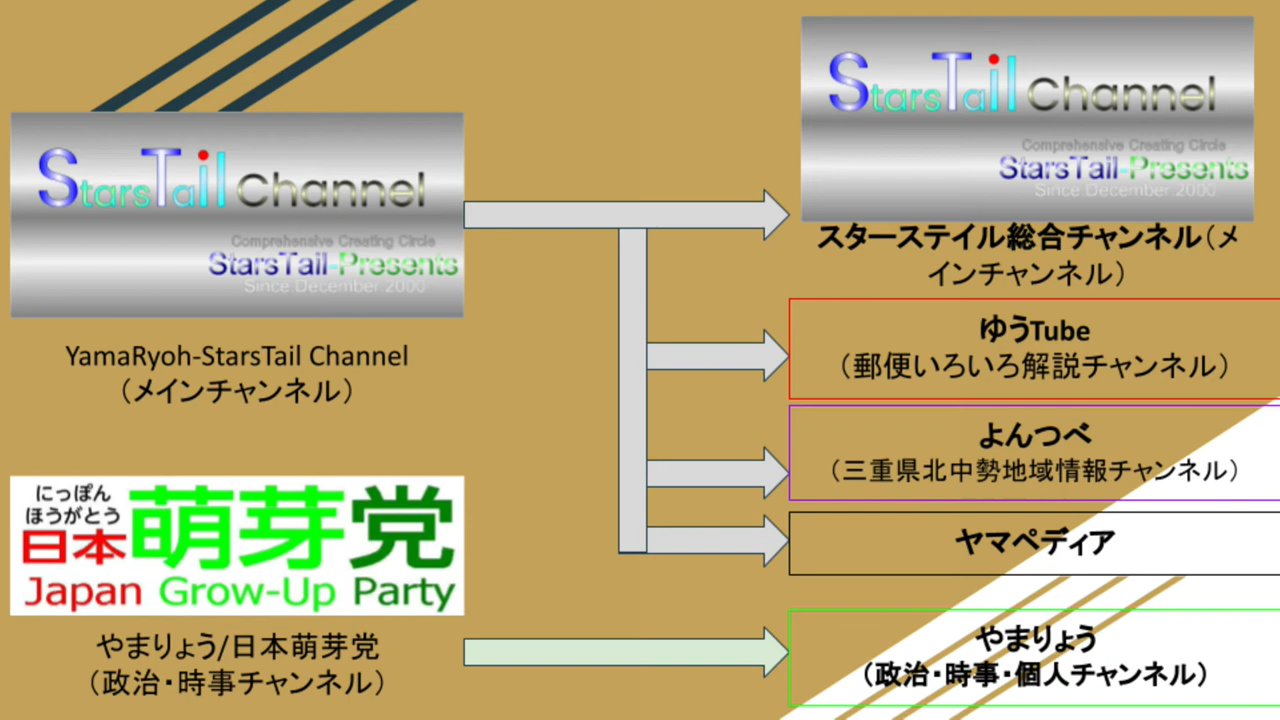 StarsTail Channel
Comprehensive Creating Circle
StarsTail-Presents
Since December 2000
YamaRyoh-StarsTail Channel
（メインチャンネル）
にっぽん
ほうがとう
日本萌芽党
Japan Grow-Up Party
やまりょう/日本萌芽党
（政治・時事チャンネル）
StarsTail Channel
Comprehensive Creating Circle
StarsTail-Presents
Since December 2000
スターステイル総合チャンネル（メ
インチャンネル）
ゆうTube
（郵便いろいろ解説チャンネル）
よんつべ
（三重県北中勢地域情報チャンネル）
ヤマペディア
やまりょう
（政治・時事・個人チャンネル）